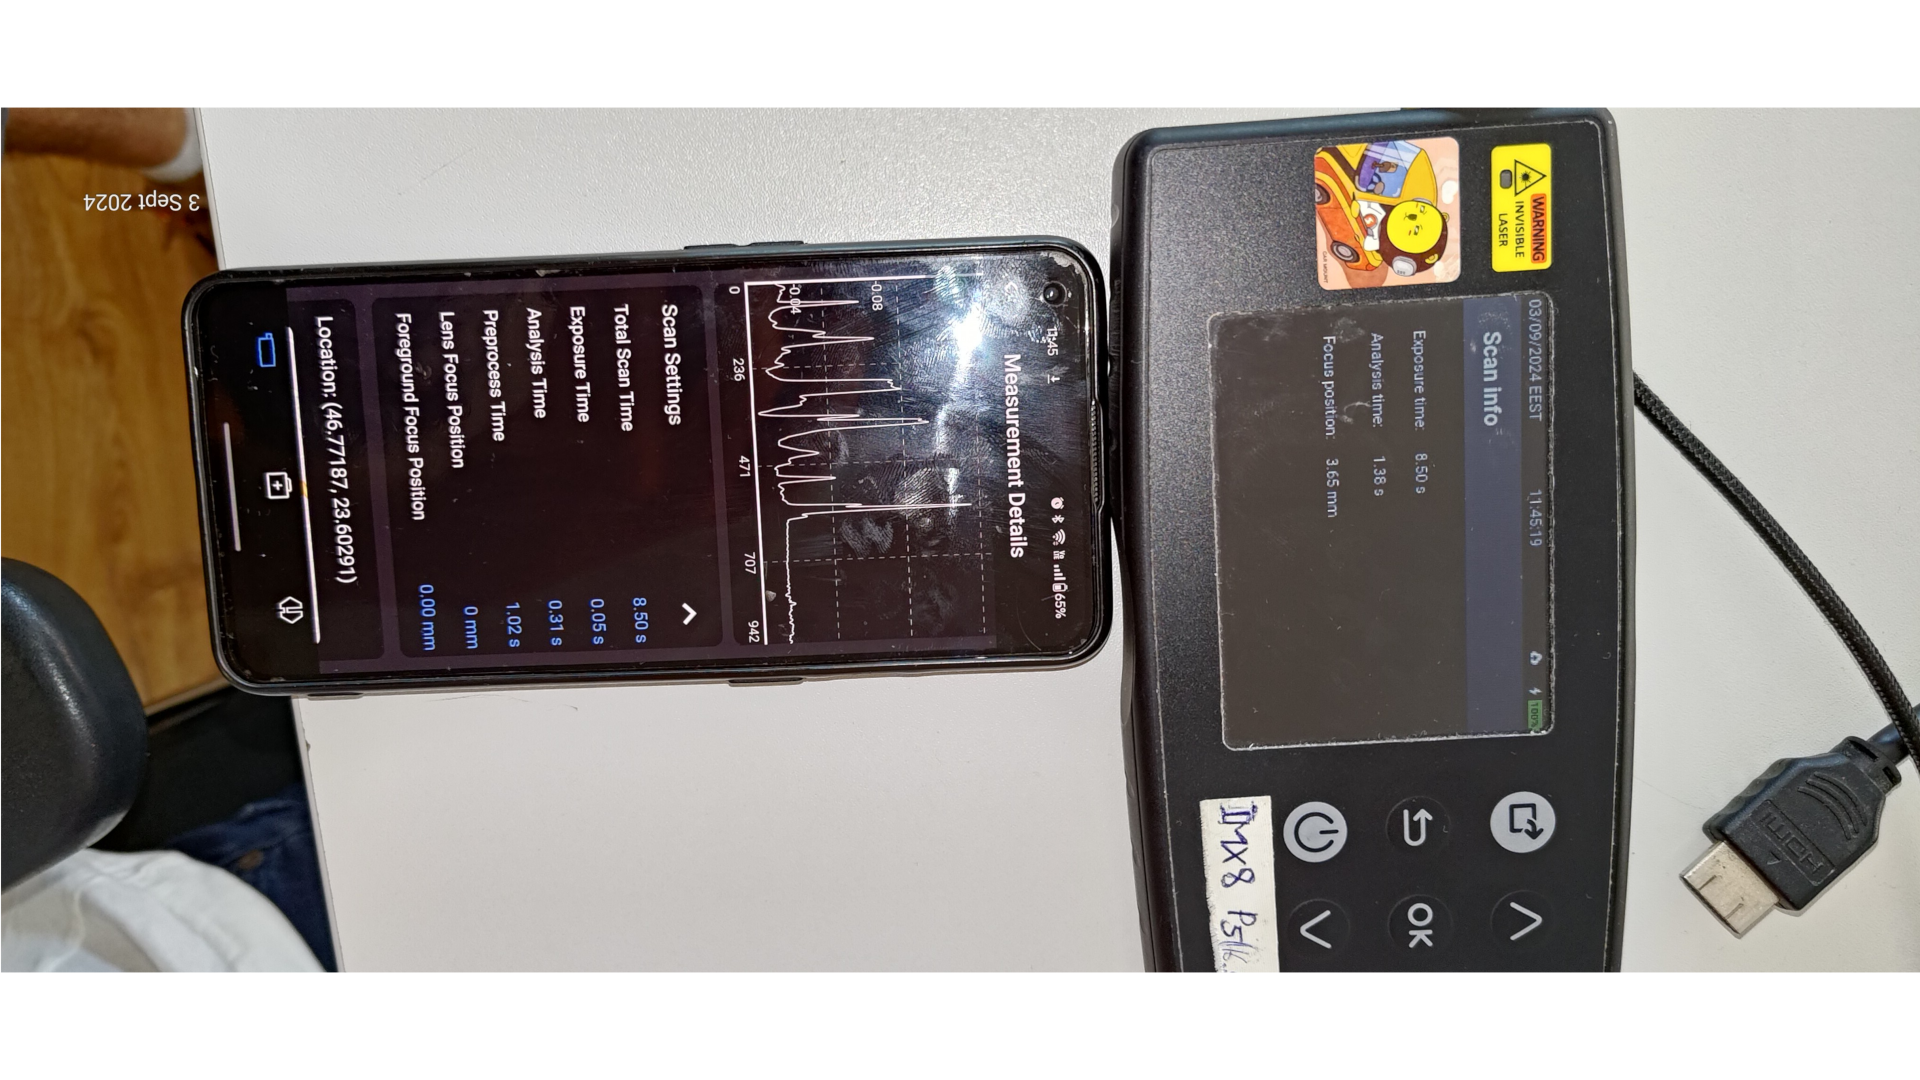 3 Sept 2024
11:45
65%
Measurement Details
0.08
0.04
0 236 471 707 942
Scan Settings
Total Scan Time 8.50 s
Exposure Time 0.05 s
Analysis Time 0.31 s
Preprocess Time 1.02 s
Lens Focus Position 0 mm
Foreground Focus Position 0.00 mm
Location: (46.77187, 23.60291)
WARNING
INVISIBLE
LASER
CAR MOUNT
03/09/2024 EEST 11:45:19 100%
Scan info
Exposure time: 8.50 s
Analysis time: 1.38 s
Focus position: 3.65 mm
OK
IMX8
HDMI